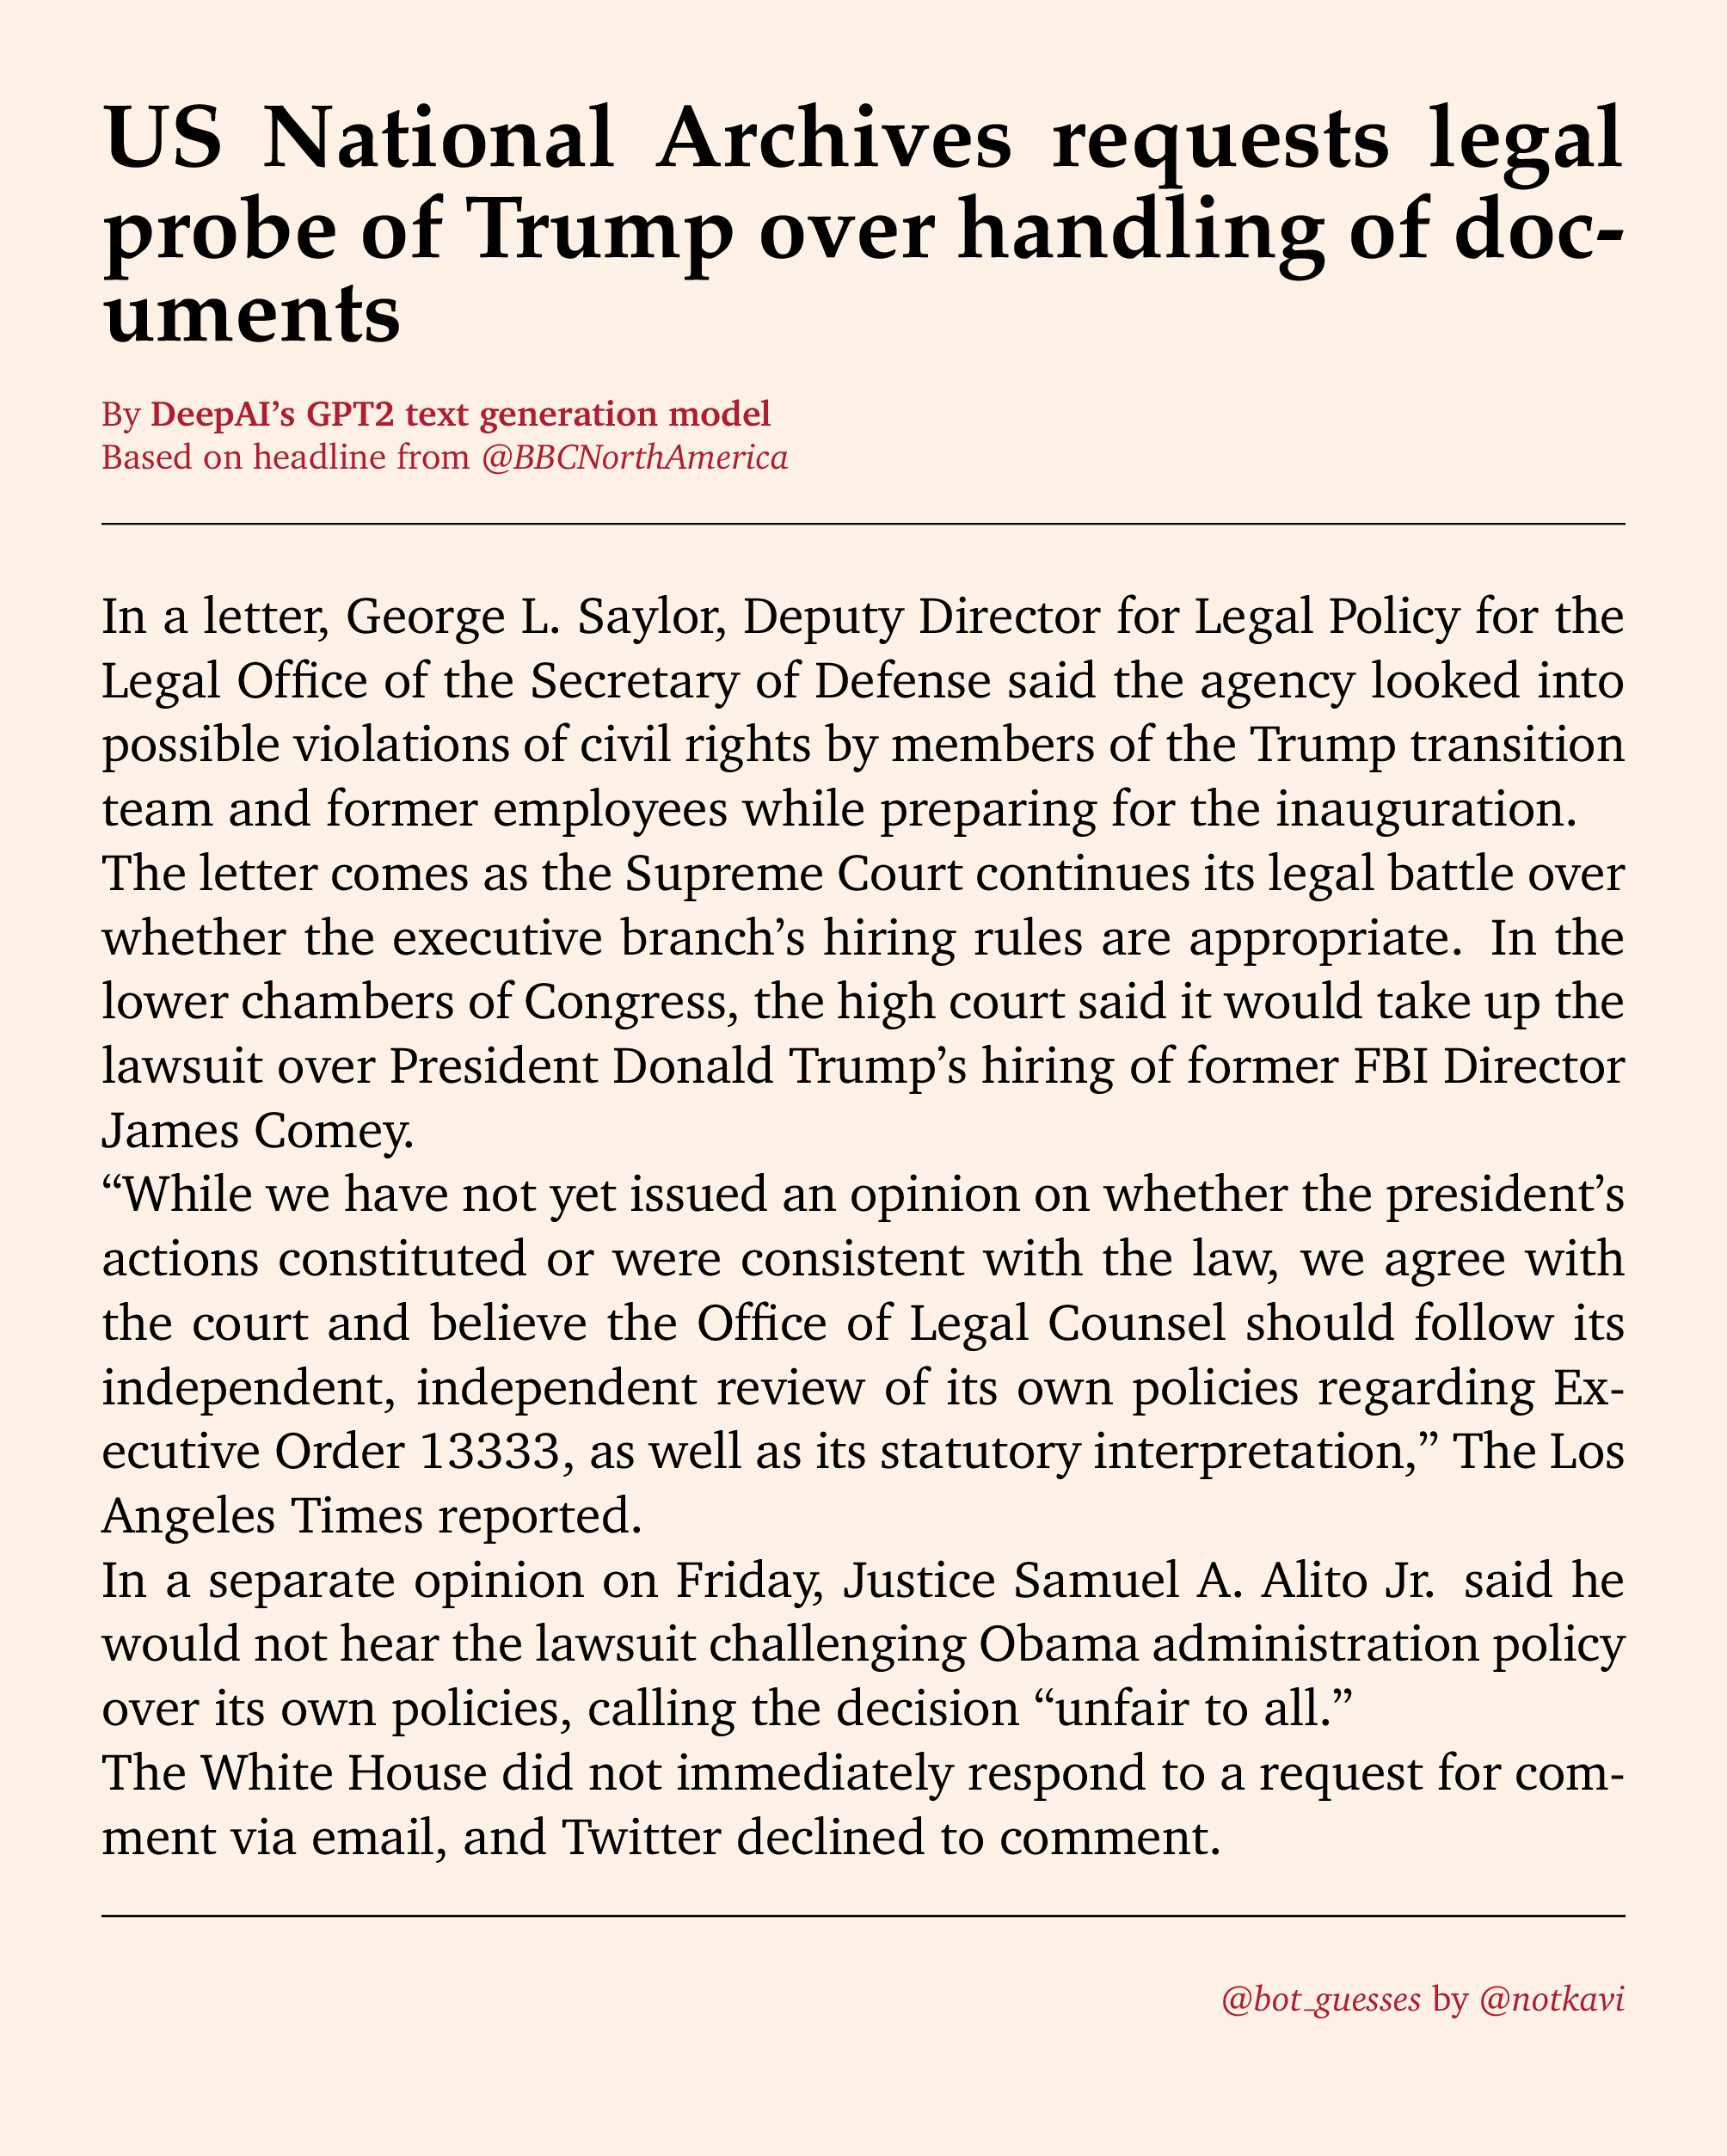 US National Archives requests legal
probe of Trump over handling of doc-
uments
By DeepAI’s GPT2 text generation model
Based on headline from @BBCNorthAmerica
In a letter, George L. Saylor, Deputy Director for Legal Policy for the
Legal Office of the Secretary of Defense said the agency looked into
possible violations of civil rights by members of the Trump transition
team and former employees while preparing for the inauguration.
The letter comes as the Supreme Court continues its legal battle over
whether the executive branch’s hiring rules are appropriate. In the
lower chambers of Congress, the high court said it would take up the
lawsuit over President Donald Trump’s hiring of former FBI Director
James Comey.
“While we have not yet issued an opinion on whether the president’s
actions constituted or were consistent with the law, we agree with
the court and believe the Office of Legal Counsel should follow its
independent, independent review of its own policies regarding Ex-
ecutive Order 13333, as well as its statutory interpretation,” The Los
Angeles Times reported.
In a separate opinion on Friday, Justice Samuel A. Alito Jr. said he
would not hear the lawsuit challenging Obama administration policy
over its own policies, calling the decision “unfair to all.”
The White House did not immediately respond to a request for com-
ment via email, and Twitter declined to comment.
@bot_guesses by @notkavi